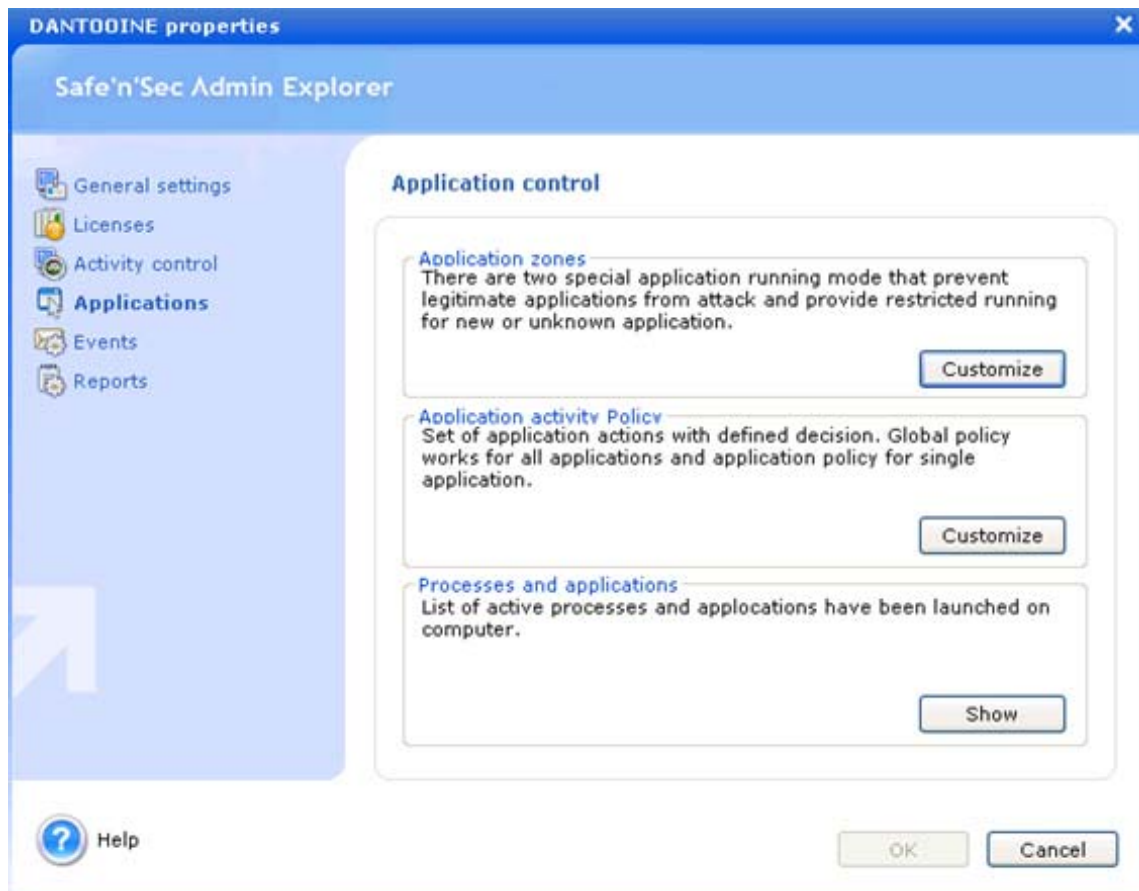 DANTOOINE properties
Safe'n'Sec Admin Explorer
General settings
Licenses
Activity control
Applications
Events
Reports
Application control
Application zones
There are two special application running mode that prevent
legitimate applications from attack and provide restricted running
for new or unknown application.
Customize
Application activity Policy
Set of application actions with defined decision. Global policy
works for all applications and application policy for single
application.
Customize
Processes and applications
List of active processes and applocations have been launched on
computer.
Show
? Help
OK
Cancel